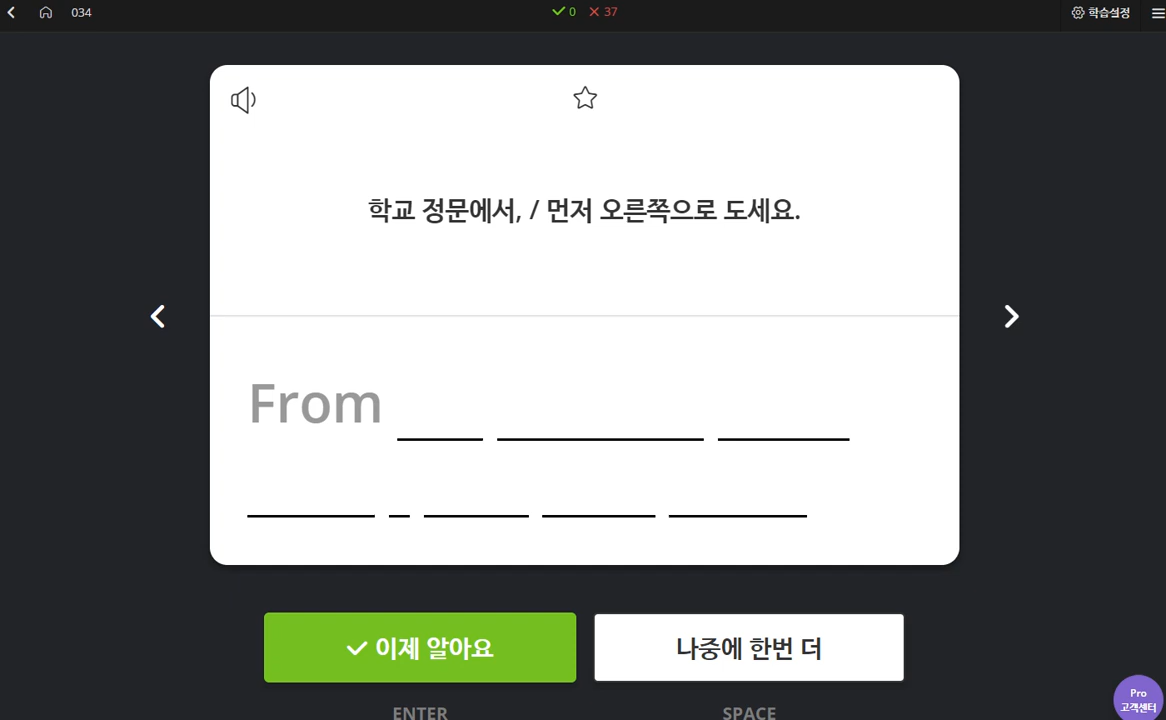 034
0 37
학습설정
학교 정문에서, / 먼저 오른쪽으로 도세요.
From
이제 알아요
나중에 한번 더
ENTER
SPACE
Pro
고객센터